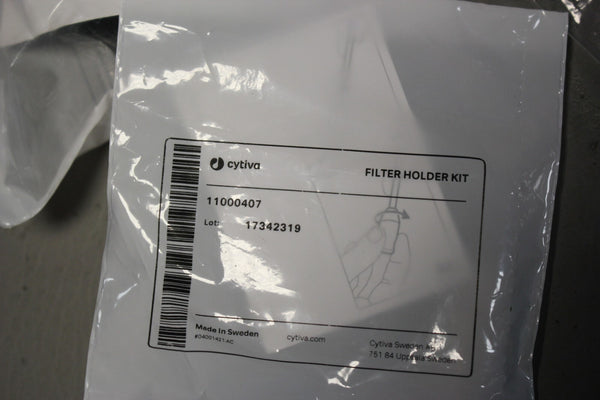 cytiva
FILTER HOLDER KIT
11000407
Lot: 17342319
Made in Sweden
cytiva.com
Cytiva Sweden AB
751 84 Uppsala Sweden